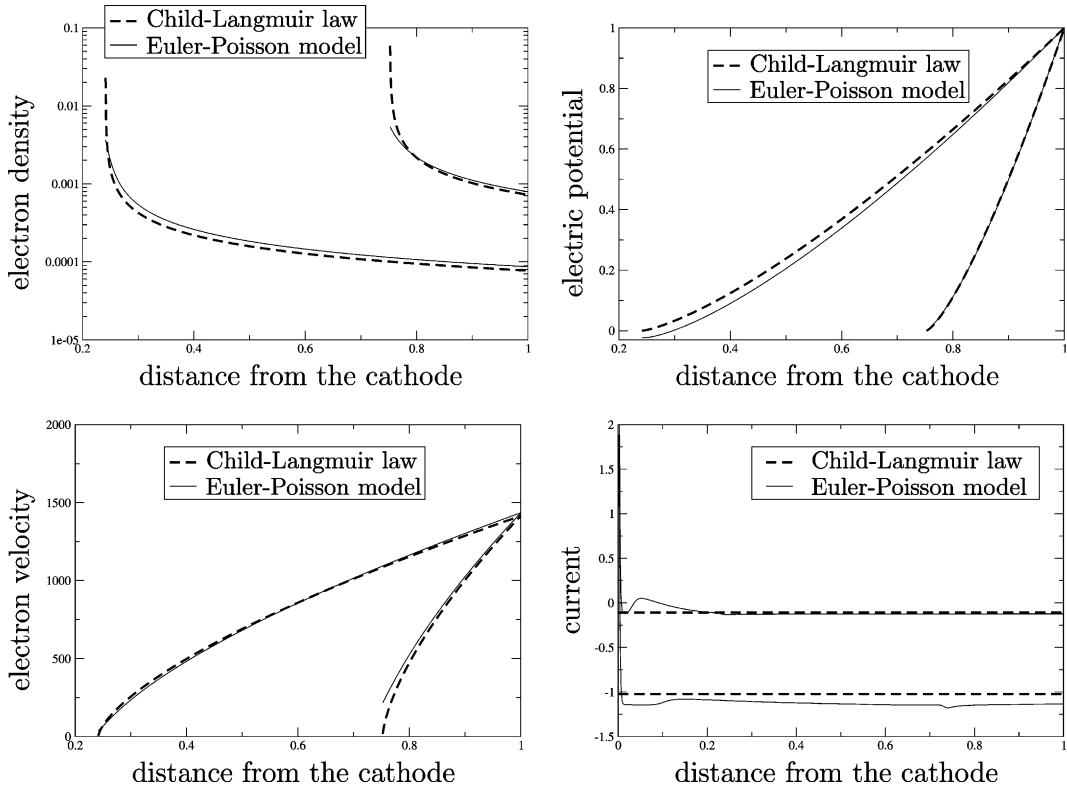 Child-Langmuir law
Euler-Poisson model
0.1
0.01
0.001
0.0001
1e-05
0.2
0.4
0.6
0.8
1
electron density
distance from the cathode
Child-Langmuir law
Euler-Poisson model
1
0.8
0.6
0.4
0.2
0
0.2
0.4
0.6
0.8
1
electric potential
distance from the cathode
Child-Langmuir law
Euler-Poisson model
2000
1500
1000
500
0
0.2
0.4
0.6
0.8
1
electron velocity
distance from the cathode
Child-Langmuir law
Euler-Poisson model
2
1.5
1
0.5
0
-0.5
-1
-1.5
0
0.2
0.4
0.6
0.8
1
current
distance from the cathode